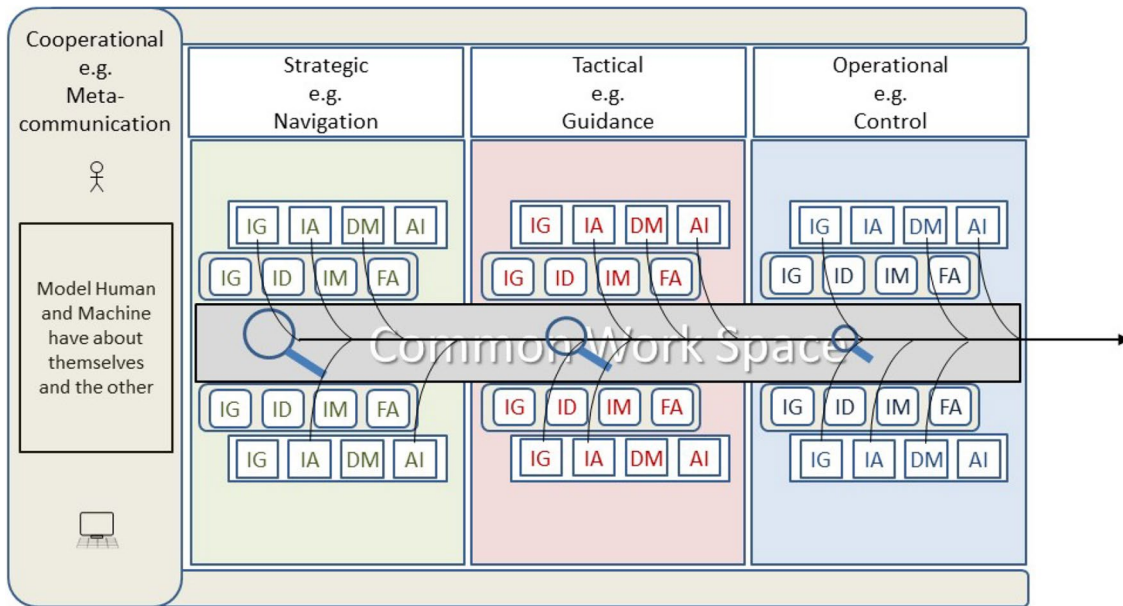 Cooperational
e.g.
Meta-
communication
Model Human
and Machine
have about
themselves
and the other
Strategic
e.g.
Navigation
Tactical
e.g.
Guidance
Operational
e.g.
Control
IG IA DM AI
IG IA DM AI
IG IA DM AI
IG ID IM FA
IG ID IM FA
IG ID IM FA
Common Work Space
IG ID IM FA
IG ID IM FA
IG ID IM FA
IG IA DM AI
IG IA DM AI
IG IA DM AI